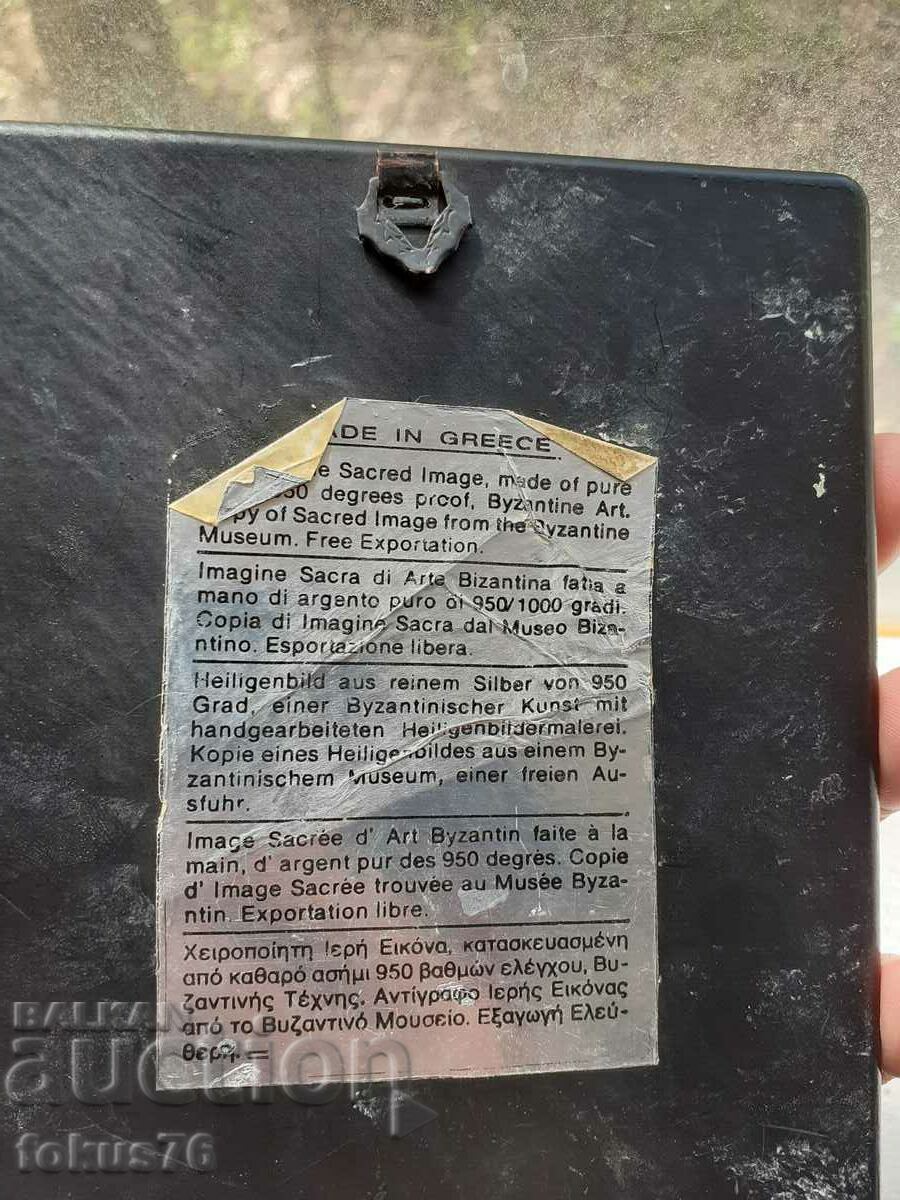 ADE IN GREECE
e Sacred Image, made of pure
50 degrees proof, Byzantine Art.
py of Sacred Image from the Byzantine
Museum. Free Exportation.
Imagine Sacra di Arte Bizantina fatia a
mano di argento puro di 950/1000 gradi.
Copia di Imagine Sacra dal Museo Biza-
ntino. Esportazione libera.
Heiligenbild aus reinem Silber von 950
Grad, einer Byzantinischer Kunst mit
handgearbeiteten Heiligenbildermalerei.
Kopie eines Heiligenbildes aus einem By-
zantinischem Museum, einer freien Au-
sfuhr.
Image Sacrée d' Art Byzantin faite à la
main, d' argent pur des 950 degrés. Copie
d' Image Sacrée trouvée au Musée Byza-
ntin. Exportation libre.
Χειροποίητη Ιερή Εικόνα, κατασκευασμένη
από καθαρό ασήμι 950 βαθμών ελέγχου, Βυ-
ζαντινής Τέχνης. Αντίγραφο Ιερής Εικόνας
από το Βυζαντινό Μουσείο. Εξαγωγή Ελεύ-
θερη. =
BALKAN
auction
fokus76